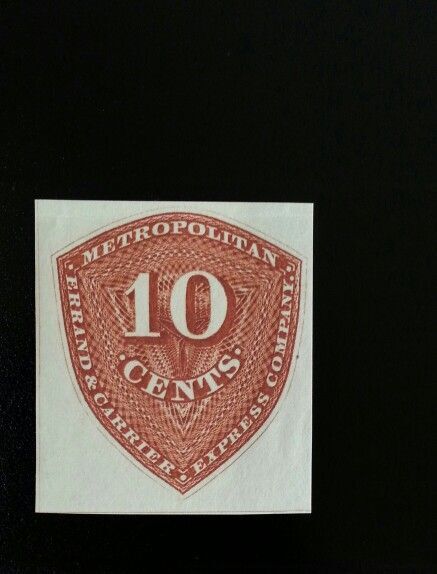 METROPOLITAN
ERRAND & CARRIER · EXPRESS COMPANY.
10
· CENTS ·